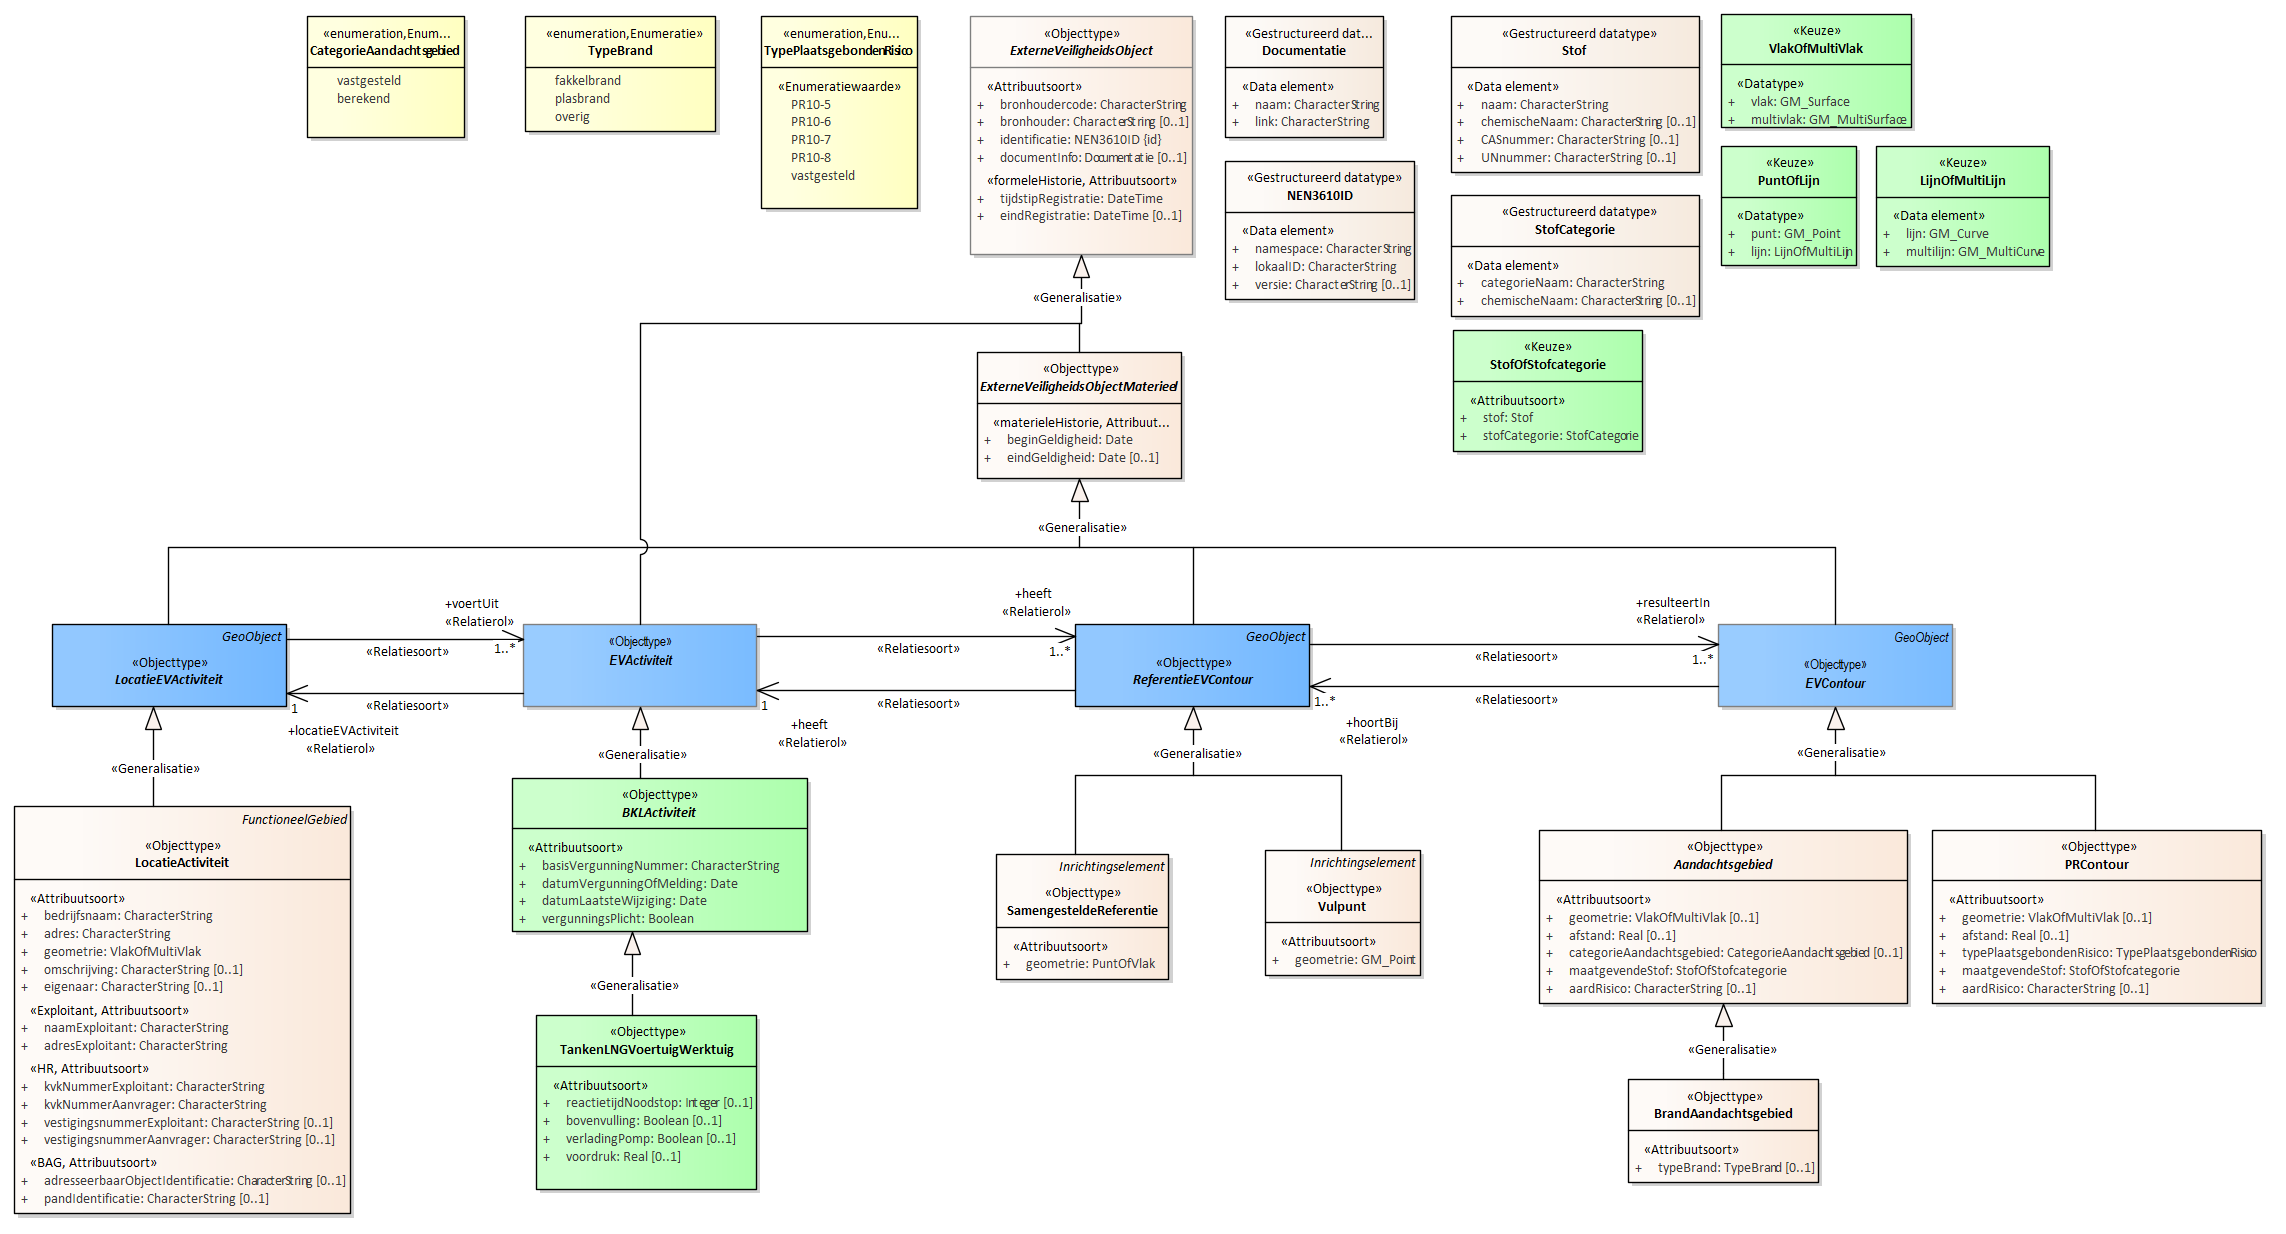 «enumeration,Enum...
CategorieAandachtsgebied
vastgesteld
berekend
«enumeration,Enumeratie»
TypeBrand
fakkelbrand
plasbrand
overig
«enumeration,Enu...
TypePlaatsgebondenRisico
«Enumeratiewaarde»
PR10-5
PR10-6
PR10-7
PR10-8
vastgesteld
«Objecttype»
ExterneVeiligheidsObject
«Attribuutsoort»
+ bronhoudercode: CharacterString
+ bronhouder: CharacterString [0..1]
+ identificatie: NEN3610ID {id}
+ documentInfo: Documentatie [0..1]
«formeleHistorie, Attribuutsoort»
+ tijdstipRegistratie: DateTime
+ eindRegistratie: DateTime [0..1]
«Gestructureerd dat...
Documentatie
«Data element»
+ naam: CharacterString
+ link: CharacterString
«Gestructureerd datatype»
NEN3610ID
«Data element»
+ namespace: CharacterString
+ lokaalID: CharacterString
+ versie: CharacterString [0..1]
«Gestructureerd datatype»
Stof
«Data element»
+ naam: CharacterString
+ chemischeNaam: CharacterString [0..1]
+ CASnummer: CharacterString [0..1]
+ UNnummer: CharacterString [0..1]
«Gestructureerd datatype»
StofCategorie
«Data element»
+ categorieNaam: CharacterString
+ chemischeNaam: CharacterString [0..1]
«Keuze»
StofOfStofcategorie
«Attribuutsoort»
+ stof: Stof
+ stofCategorie: StofCategorie
«Keuze»
VlakOfMultiVlak
«Datatype»
+ vlak: GM_Surface
+ multivlak: GM_MultiSurface
«Keuze»
PuntOfLijn
«Datatype»
+ punt: GM_Point
+ lijn: LijnOfMultiLijn
«Keuze»
LijnOfMultiLijn
«Data element»
+ lijn: GM_Curve
+ multilijn: GM_MultiCurve
«Generalisatie»
«Objecttype»
ExterneVeiligheidsObjectMaterieel
«materieleHistorie, Attribuut...
+ beginGeldigheid: Date
+ eindGeldigheid: Date [0..1]
«Generalisatie»
GeoObject
«Objecttype»
LocatieEVActiviteit
+voertUit
«Relatierol»
«Relatiesoort»
1..*
«Relatiesoort»
1
+locatieEVActiviteit
«Relatierol»
«Objecttype»
EVActiviteit
+heeft
«Relatierol»
«Relatiesoort»
1..*
«Relatiesoort»
1
+heeft
«Relatierol»
GeoObject
«Objecttype»
ReferentieEVContour
+resulteertIn
«Relatierol»
«Relatiesoort»
1..*
«Relatiesoort»
1..*
+hoortBij
«Relatierol»
GeoObject
«Objecttype»
EVContour
«Generalisatie»
«Generalisatie»
«Generalisatie»
«Generalisatie»
FunctioneelGebied
«Objecttype»
LocatieActiviteit
«Attribuutsoort»
+ bedrijfsnaam: CharacterString
+ adres: CharacterString
+ geometrie: VlakOfMultiVlak
+ omschrijving: CharacterString [0..1]
+ eigenaar: CharacterString [0..1]
«Exploitant, Attribuutsoort»
+ naamExploitant: CharacterString
+ adresExploitant: CharacterString
«HR, Attribuutsoort»
+ kvkNummerExploitant: CharacterString
+ kvkNummerAanvrager: CharacterString
+ vestigingsnummerExploitant: CharacterString [0..1]
+ vestigingsnummerAanvrager: CharacterString [0..1]
«BAG, Attribuutsoort»
+ adresseerbaarObjectIdentificatie: CharacterString [0..1]
+ pandIdentificatie: CharacterString [0..1]
«Objecttype»
BKLActiviteit
«Attribuutsoort»
+ basisVergunningNummer: CharacterString
+ datumVergunningOfMelding: Date
+ datumLaatsteWijziging: Date
+ vergunningsPlicht: Boolean
«Generalisatie»
«Objecttype»
TankenLNGVoertuigWerktuig
«Attribuutsoort»
+ reactietijdNoodstop: Integer [0..1]
+ bovenvulling: Boolean [0..1]
+ verladingPomp: Boolean [0..1]
+ voordruk: Real [0..1]
Inrichtingselement
«Objecttype»
SamengesteldeReferentie
«Attribuutsoort»
+ geometrie: PuntOfVlak
Inrichtingselement
«Objecttype»
Vulpunt
«Attribuutsoort»
+ geometrie: GM_Point
«Objecttype»
Aandachtsgebied
«Attribuutsoort»
+ geometrie: VlakOfMultiVlak [0..1]
+ afstand: Real [0..1]
+ categorieAandachtsgebied: CategorieAandachtsgebied [0..1]
+ maatgevendeStof: StofOfStofcategorie
+ aardRisico: CharacterString [0..1]
«Objecttype»
PRContour
«Attribuutsoort»
+ geometrie: VlakOfMultiVlak [0..1]
+ afstand: Real [0..1]
+ typePlaatsgebondenRisico: TypePlaatsgebondenRisico
+ maatgevendeStof: StofOfStofcategorie
+ aardRisico: CharacterString [0..1]
«Generalisatie»
«Objecttype»
BrandAandachtsgebied
«Attribuutsoort»
+ typeBrand: TypeBrand [0..1]